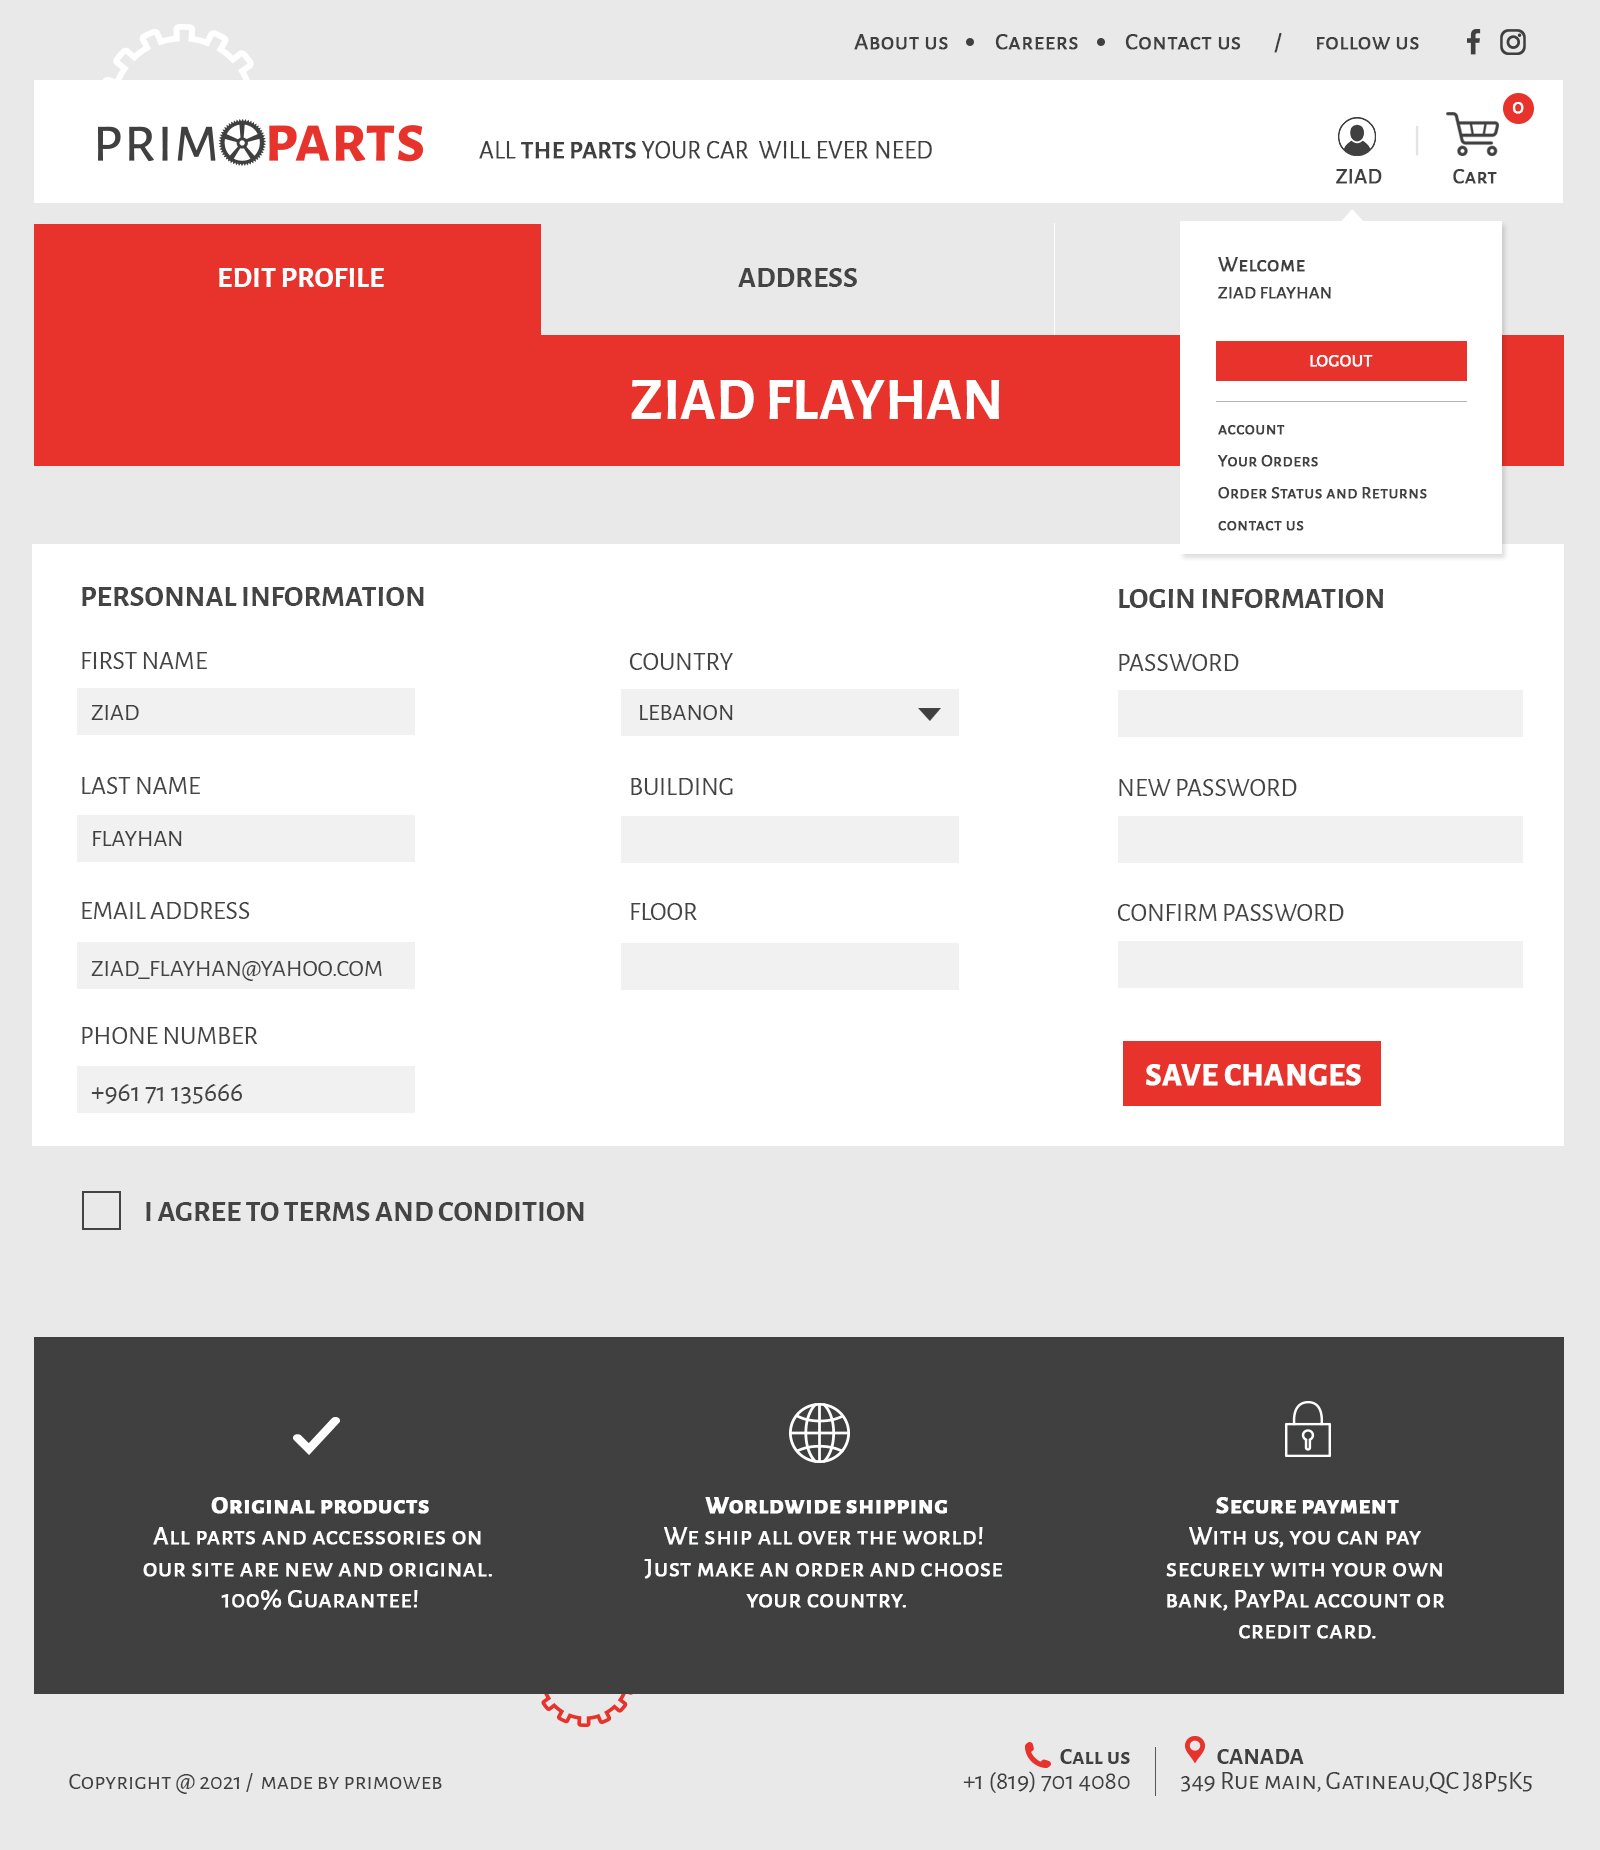 About us • Careers • Contact us / follow us
PRIMOPARTS
ALL THE PARTS YOUR CAR WILL EVER NEED
0
ZIAD
Cart
EDIT PROFILE
ADDRESS
Welcome
ZIAD FLAYHAN
LOGOUT
account
Your Orders
Order Status and Returns
contact us
ZIAD FLAYHAN
PERSONNAL INFORMATION
FIRST NAME
ZIAD
LAST NAME
FLAYHAN
EMAIL ADDRESS
ZIAD_FLAYHAN@YAHOO.COM
PHONE NUMBER
+961 71 135666
COUNTRY
LEBANON
BUILDING
FLOOR
LOGIN INFORMATION
PASSWORD
NEW PASSWORD
CONFIRM PASSWORD
SAVE CHANGES
I AGREE TO TERMS AND CONDITION
Original products
All parts and accessories on
our site are new and original.
100% Guarantee!
Worldwide shipping
We ship all over the world!
Just make an order and choose
your country.
Secure payment
With us, you can pay
securely with your own
bank, PayPal account or
credit card.
Copyright @ 2021 / made by primoweb
Call us
+1 (819) 701 4080
CANADA
349 Rue main, Gatineau,QC J8P5K5